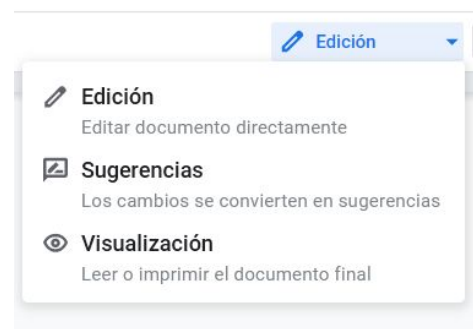 Edición
Edición
Editar documento directamente
Sugerencias
Los cambios se convierten en sugerencias
Visualización
Leer o imprimir el documento final